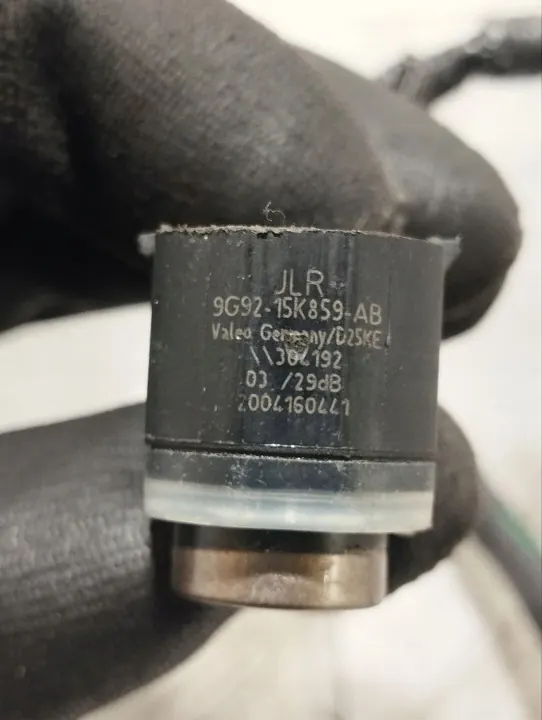 JLR
9G92-15K859-AB
Valeo Germany/D25KE
\\304192
03 /29dB
2004160441